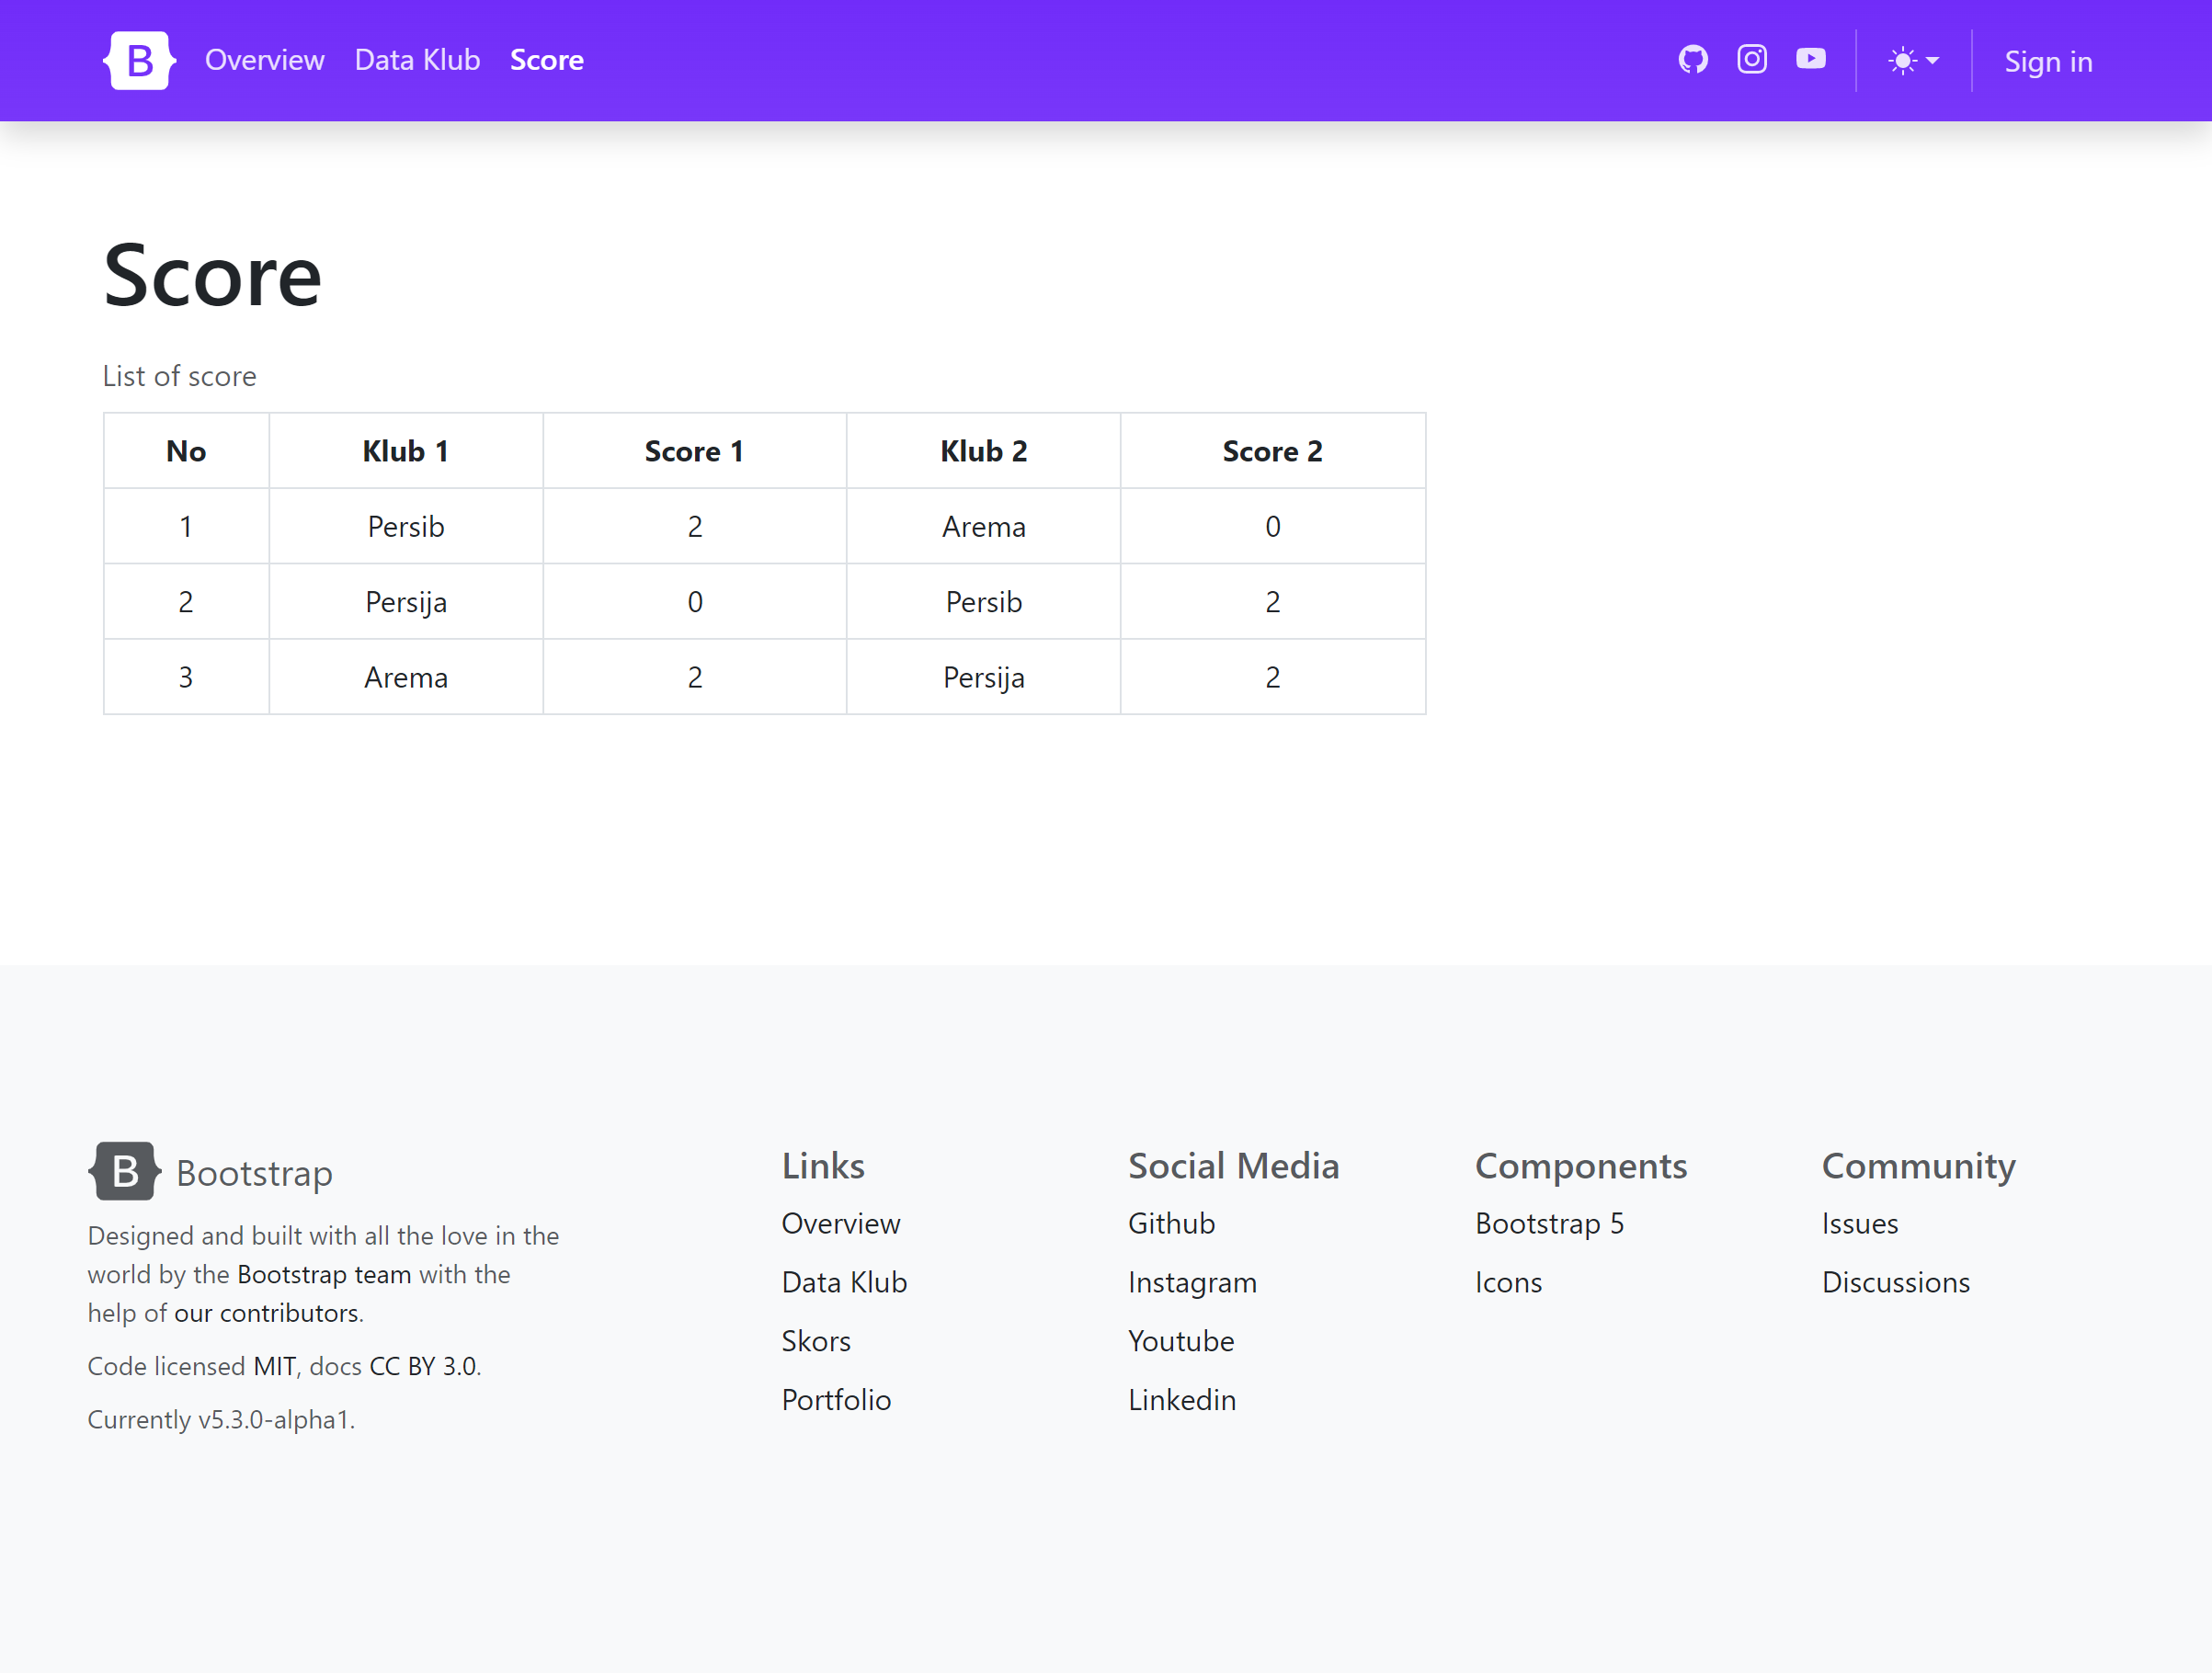 B Overview Data Klub Score Sign in
Score
List of score
No Klub 1 Score 1 Klub 2 Score 2
1 Persib 2 Arema 0
2 Persija 0 Persib 2
3 Arema 2 Persija 2
B Bootstrap
Designed and built with all the love in the
world by the Bootstrap team with the
help of our contributors.
Code licensed MIT, docs CC BY 3.0.
Currently v5.3.0-alpha1.
Links
Overview
Data Klub
Skors
Portfolio
Social Media
Github
Instagram
Youtube
Linkedin
Components
Bootstrap 5
Icons
Community
Issues
Discussions